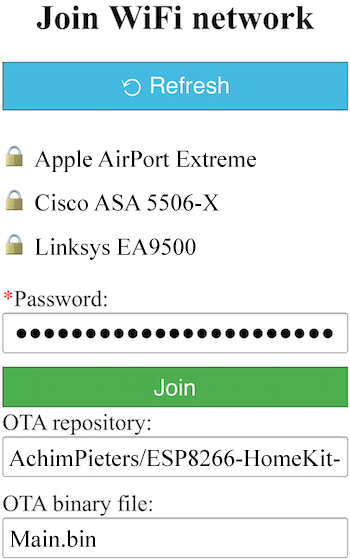 Join WiFi network
Refresh
Apple AirPort Extreme
Cisco ASA 5506-X
Linksys EA9500
*Password:
●●●●●●●●●●●●●●●●●●●●●●●
Join
OTA repository:
AchimPieters/ESP8266-HomeKit-
OTA binary file:
Main.bin